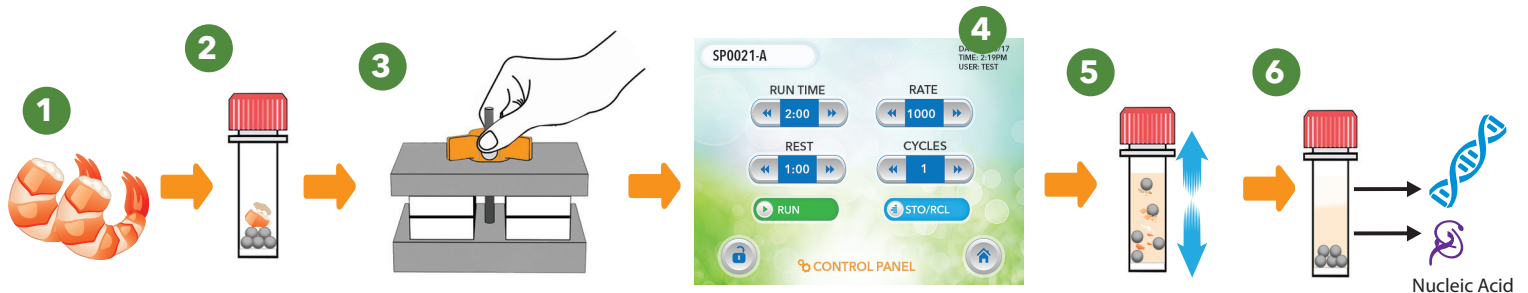 1
2
3
4
SP0021-A
TIME: 2:19PM
USER: TEST
RUN TIME
RATE
2:00
1000
REST
CYCLES
1:00
1
RUN
STO/RCL
CONTROL PANEL
5
6
Nucleic Acid